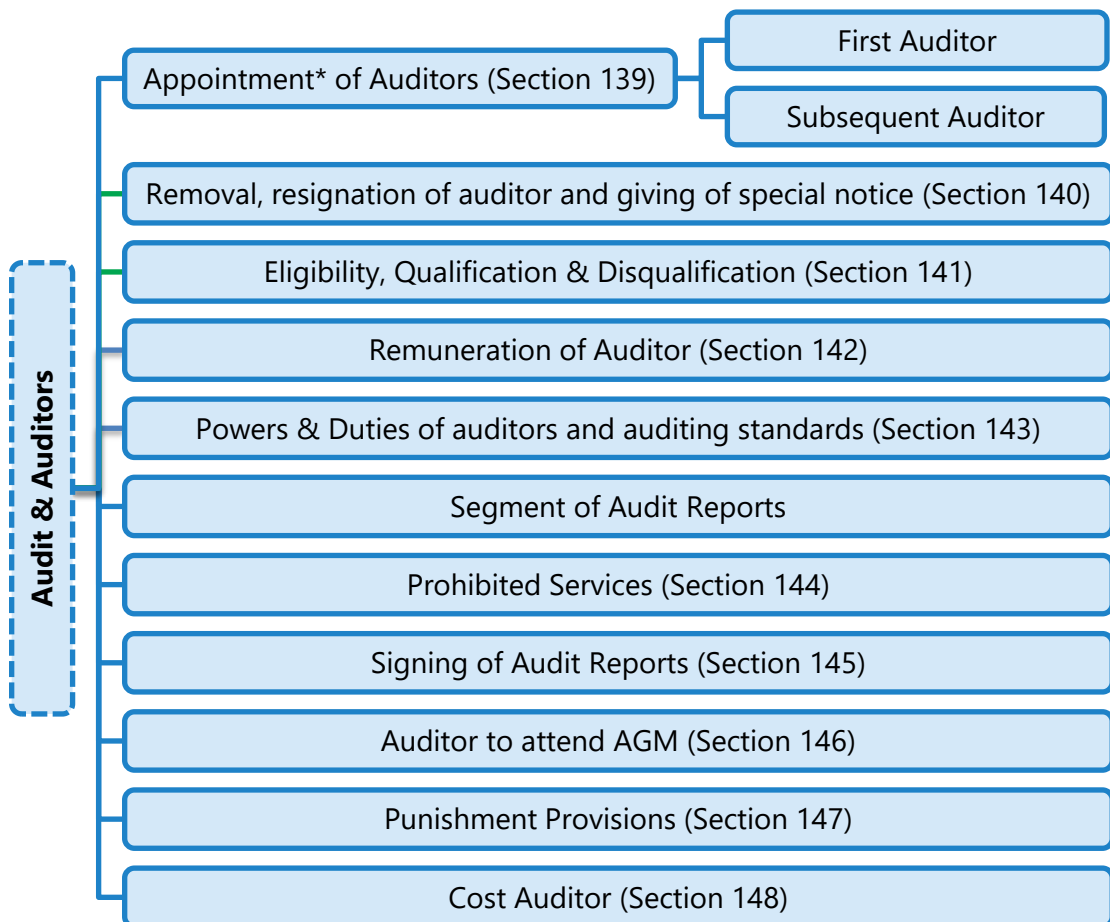 Audit & Auditors
Appointment* of Auditors (Section 139)
First Auditor
Subsequent Auditor
Removal, resignation of auditor and giving of special notice (Section 140)
Eligibility, Qualification & Disqualification (Section 141)
Remuneration of Auditor (Section 142)
Powers & Duties of auditors and auditing standards (Section 143)
Segment of Audit Reports
Prohibited Services (Section 144)
Signing of Audit Reports (Section 145)
Auditor to attend AGM (Section 146)
Punishment Provisions (Section 147)
Cost Auditor (Section 148)